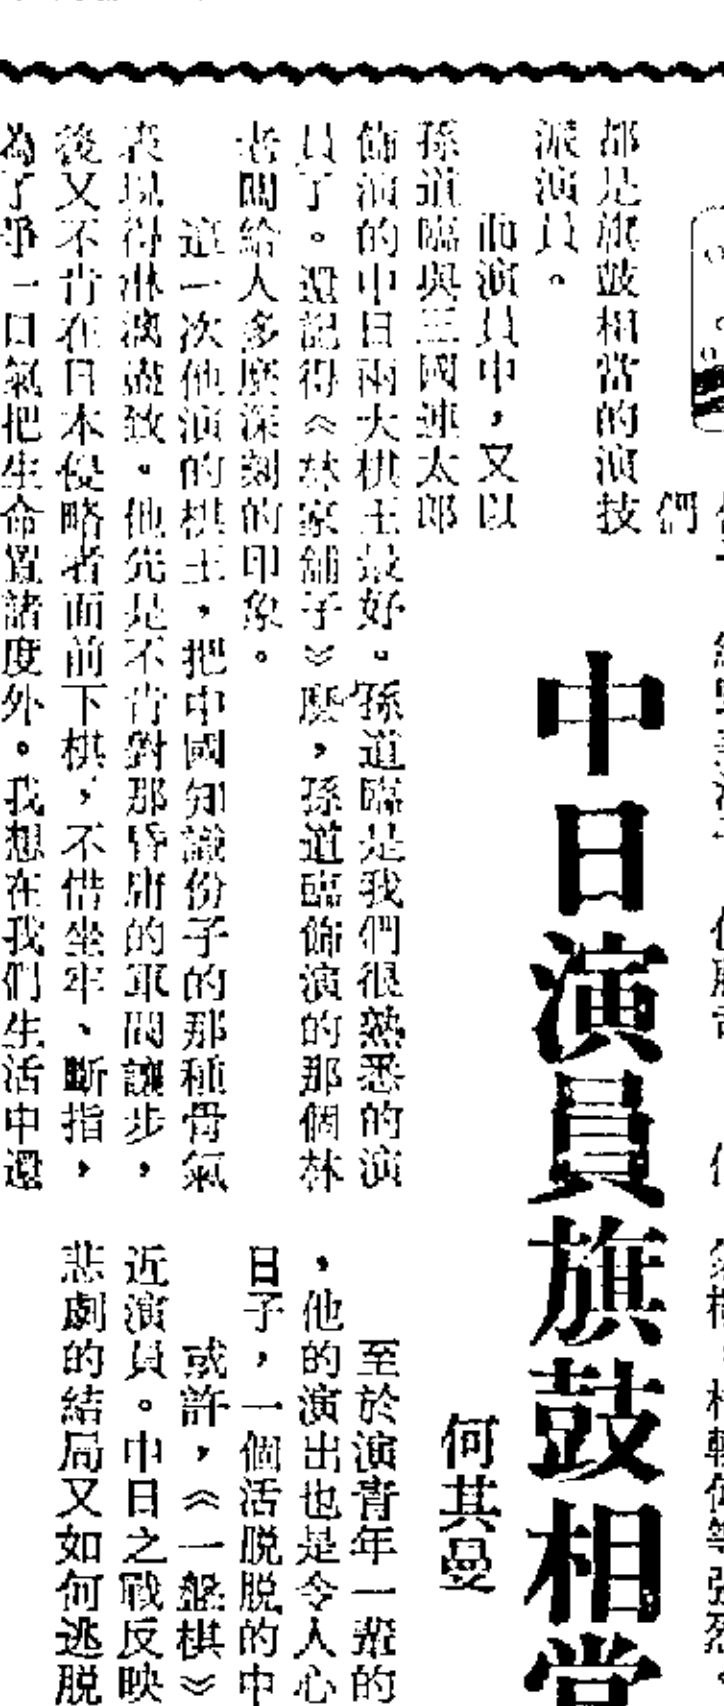 們
都是旗鼓相當的演技
派演員。
中日演員旗鼓相當
何其曼
而演員中，又以
孫道臨與三國連太郎
飾演的中日兩大棋王最好。孫道臨是我們很熟悉的演
員了。還記得《林家舖子》麼，孫道臨飾演的那個林
老闆給人多麼深刻的印象。
這一次他演的棋王，把中國知識份子的那種骨氣
表現得淋漓盡致。他先是不肯對那昏庸的軍閥讓步，
後又不肯在日本侵略者面前下棋，不惜坐牢、斷指，
為了爭一口氣把生命置諸度外。我想在我們生活中還
至於演青年一輩的
，他的演出也是令人心
日子，一個活脫脫的中
或許，《一盤棋》
近演員。中日之戰反映
悲劇的結局又如何逃脫